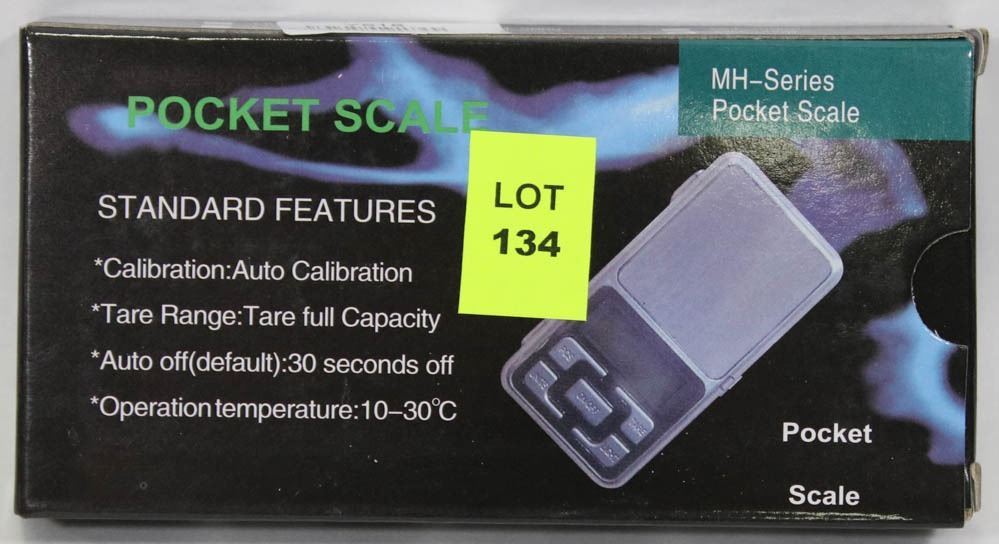 POCKET SCALE
MH-Series
Pocket Scale
LOT
134
STANDARD FEATURES
*Calibration:Auto Calibration
*Tare Range:Tare full Capacity
*Auto off(default):30 seconds off
*Operation temperature:10-30℃
Pocket
Scale